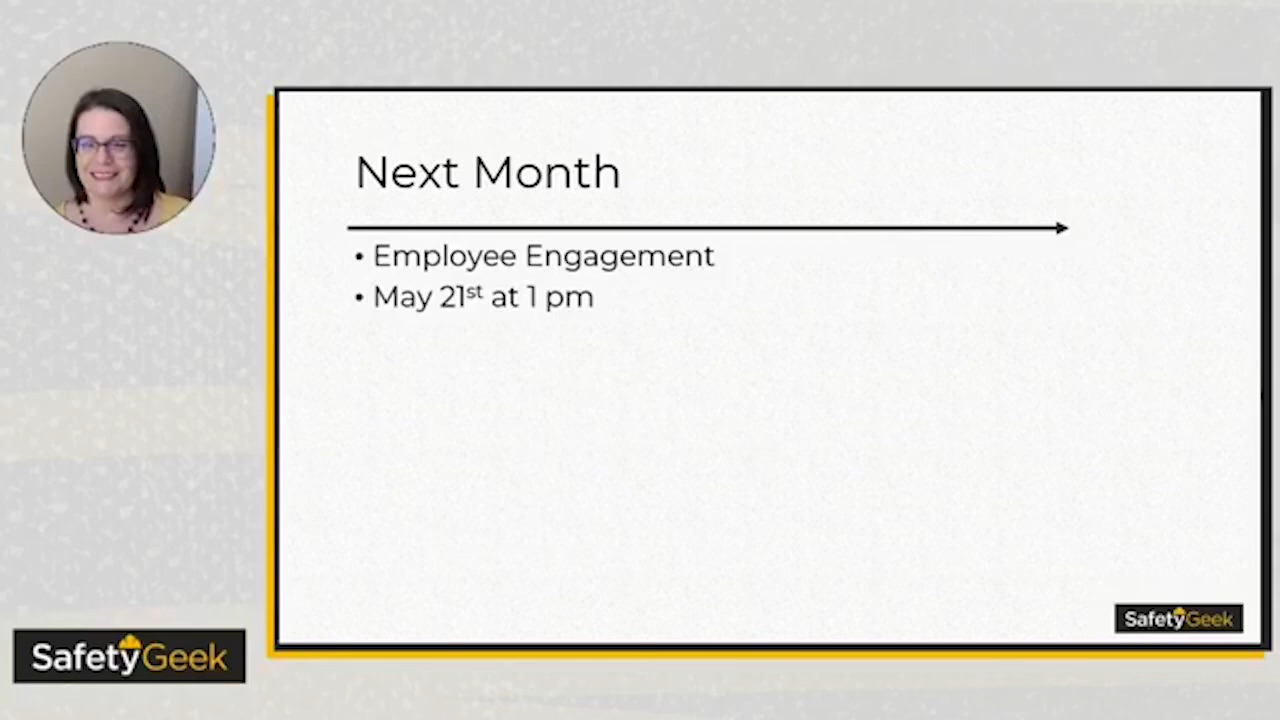 Next Month
• Employee Engagement
• May 21st at 1 pm
SafetyGeek
SafetyGeek